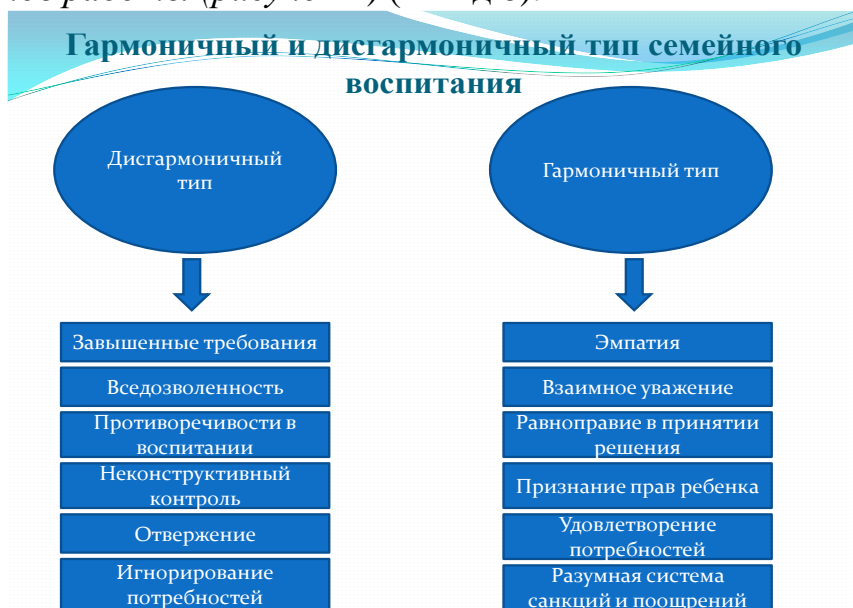 Гармоничный и дисгармоничный тип семейного
воспитания
Дисгармоничный
тип
Завышенные требования
Вседозволенность
Противоречивости в
воспитании
Неконструктивный
контроль
Отвержение
Игнорирование
потребностей
Гармоничный тип
Эмпатия
Взаимное уважение
Равноправие в принятии
решения
Признание прав ребенка
Удовлетворение
потребностей
Разумная система
санкций и поощрений